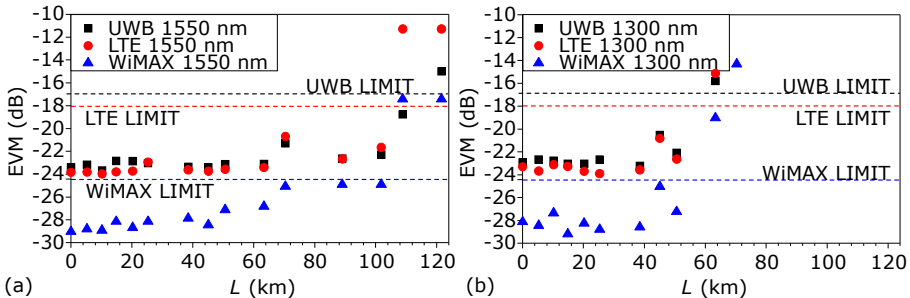 -10
-12
-14
-16
-18
-20
-22
-24
-26
-28
-30
EVM (dB)
UWB 1550 nm
LTE 1550 nm
WiMAX 1550 nm
UWB LIMIT
LTE LIMIT
WiMAX LIMIT
0 20 40 60 80 100 120
L (km)
(a)
-10
-12
-14
-16
-18
-20
-22
-24
-26
-28
-30
EVM (dB)
UWB 1300 nm
LTE 1300 nm
WiMAX 1300 nm
UWB LIMIT
LTE LIMIT
WiMAX LIMIT
0 20 40 60 80 100 120
L (km)
(b)